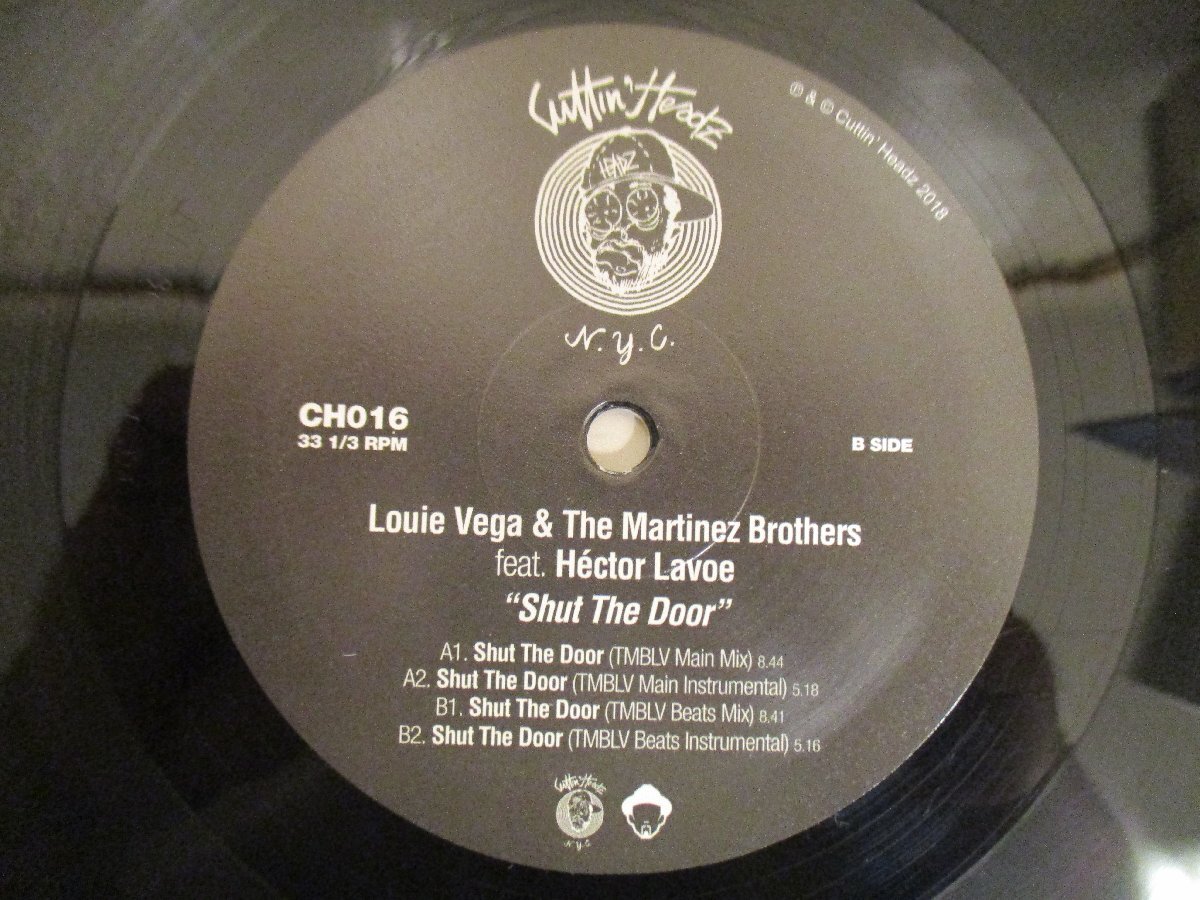 Cuttin' Headz
℗ & © Cuttin' Headz 2018
HEADZ
N.Y.C.
CH016
33 1/3 RPM
B SIDE
Louie Vega & The Martinez Brothers
feat. Héctor Lavoe
“Shut The Door”
A1. Shut The Door (TMBLV Main Mix) 8.44
A2. Shut The Door (TMBLV Main Instrumental) 5.18
B1. Shut The Door (TMBLV Beats Mix) 8.41
B2. Shut The Door (TMBLV Beats Instrumental) 5.16
Cuttin' Headz
N.Y.C.